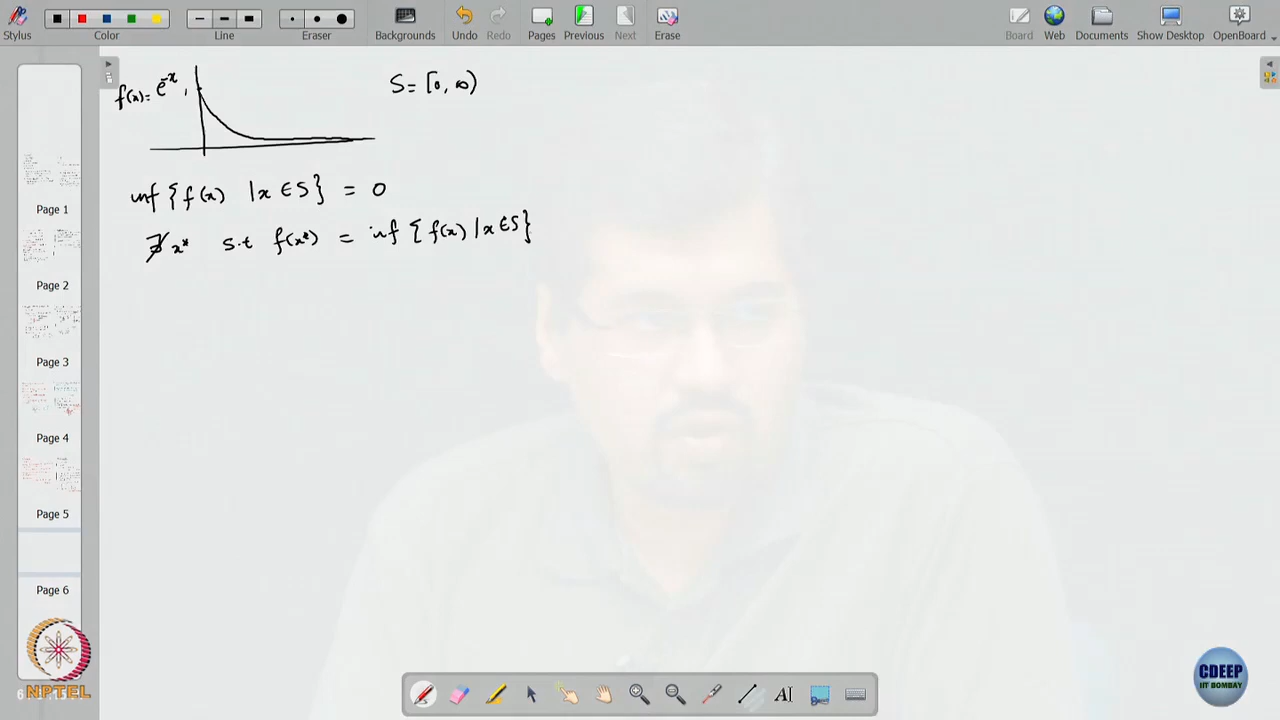 Stylus Color Line Eraser Backgrounds Undo Redo Pages Previous Next Erase Board Web Documents Show Desktop OpenBoard
f(x) = e^{-x}, S = [0, ∞)
inf {f(x) | x ∈ S} = 0
∄ x* s.t f(x*) = inf {f(x) | x ∈ S}
Page 1
Page 2
Page 3
Page 4
Page 5
Page 6
NPTEL
CDEEP
IIT BOMBAY